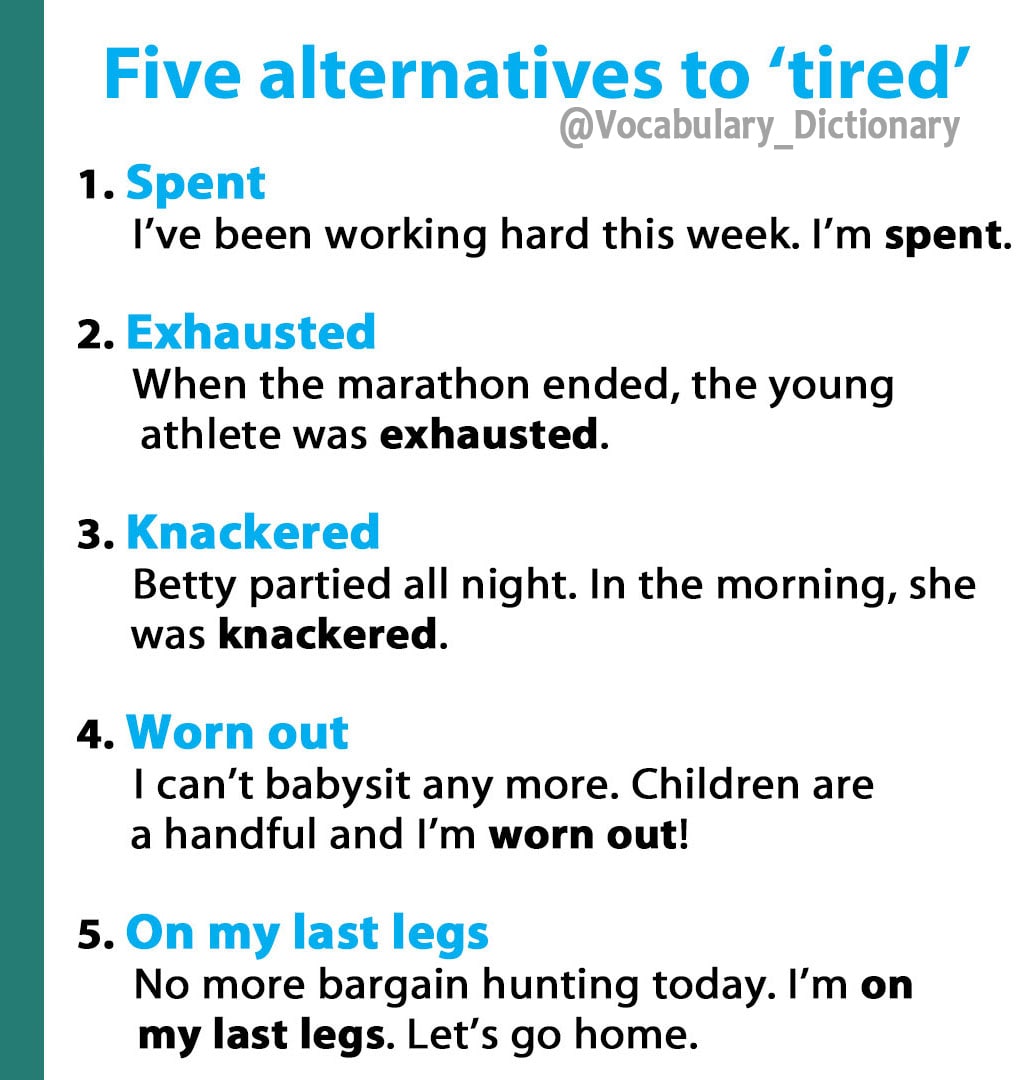 Five alternatives to ‘tired’
@Vocabulary_Dictionary
1. Spent
I’ve been working hard this week. I’m spent.
2. Exhausted
When the marathon ended, the young
athlete was exhausted.
3. Knackered
Betty partied all night. In the morning, she
was knackered.
4. Worn out
I can’t babysit any more. Children are
a handful and I’m worn out!
5. On my last legs
No more bargain hunting today. I’m on
my last legs. Let’s go home.